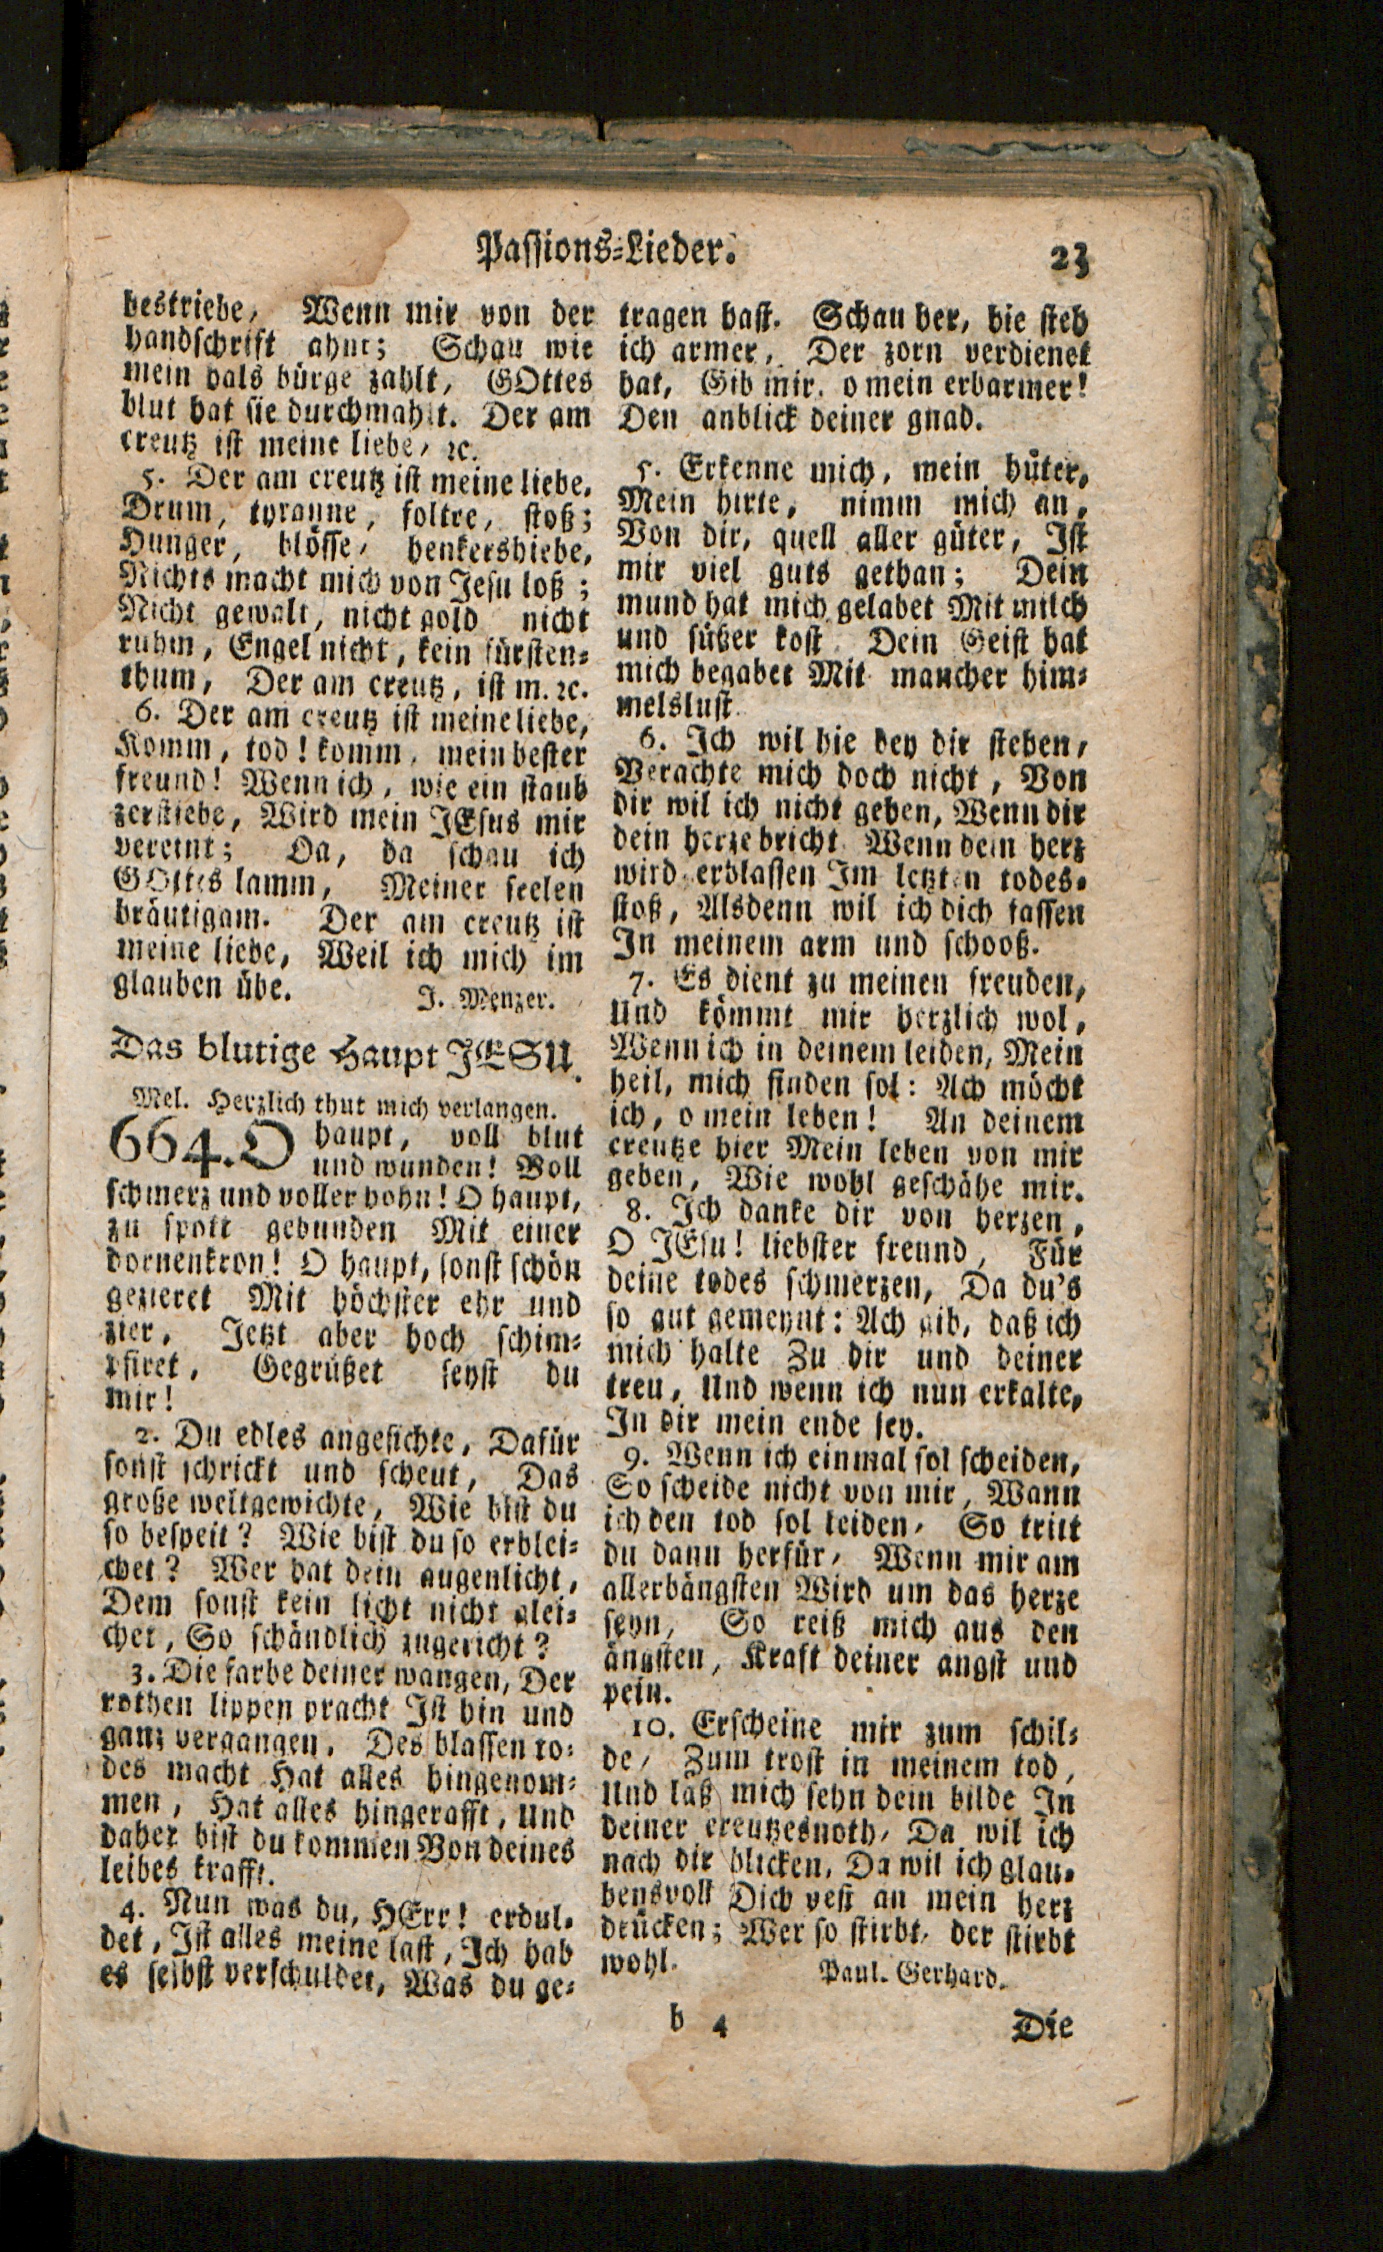 Passions-Lieder. 23
bestriebe, Wenn mir von der
handschrift ahnt; Schau wie
mein hals bürge zahlt, GOttes
blut hat sie durchmahlt. Der am
creutz ist meine liebe, ꝛc.
5. Der am creutz ist meine liebe,
Drum, tyranne, foltre, stoß;
Hunger, blösse, henkershiebe,
Nichts macht mich von Jesu loß;
Nicht gewalt, nicht gold nicht
ruhm, Engel nicht, kein fürsten-
thum, Der am creutz, ist m. ꝛc.
6. Der am creutz ist meine liebe,
Komm, tod! komm, mein bester
freund! Wenn ich, wie ein staub
zerstiebe, Wird mein JEsus mir
vereint; Da, da schau ich
GOttes lamm, Meiner seelen
bräutigam. Der am creutz ist
meine liebe, Weil ich mich im
glauben übe. J. Menzer.
Das blutige Haupt JESU.
Mel. Herzlich thut mich verlangen.
664. O haupt, voll blut
und wunden! Voll
schmerz und voller hohn! O haupt,
zu spott gebunden Mit einer
dornenkron! O haupt, sonst schön
gezieret Mit höchster ehr und
zier, Jetzt aber hoch schim-
pfiret, Gegrüßet seyst du
mir!
2. Du edles angesichte, Dafür
sonst schrickt und scheut, Das
große weltgewichte, Wie bist du
so bespeit? Wie bist du so erblei-
chet? Wer hat dein augenlicht,
Dem sonst kein licht nicht glei-
chet, So schändlich zugericht?
3. Die farbe deiner wangen, Der
rothen lippen pracht Ist hin und
ganz vergangen. Des blassen to-
des macht Hat alles hingenom-
men, Hat alles hingerafft, Und
daher bist du kommen Von deines
leibes krafft.
4. Nun was du, HErr! erdul-
det, Ist alles meine last, Ich hab
es selbst verschuldet, Was du ge-
tragen hast. Schau her, hie steh
ich armer, Der zorn verdienet
hat, Gib mir, o mein erbarmer!
Den anblick deiner gnad.
5. Erkenne mich, mein hüter,
Mein hirte, nimm mich an,
Von dir, quell aller güter, Ist
mir viel guts gethan; Dein
mund hat mich gelabet Mit milch
und süßer kost. Dein Geist hat
mich begabet Mit mancher him-
melslust.
6. Ich wil hie bey dir stehen,
Verachte mich doch nicht, Von
dir wil ich nicht gehen, Wenn dir
dein herze bricht. Wenn dein herz
wird erblassen Im letzten todes-
stoß, Alsdenn wil ich dich fassen
In meinem arm und schooß.
7. Es dient zu meinen freuden,
Und kömmt mir herzlich wol,
Wenn ich in deinem leiden, Mein
heil, mich finden sol: Ach möcht
ich, o mein leben! An deinem
creutze hier Mein leben von mir
geben, Wie wohl geschähe mir.
8. Ich danke dir von herzen,
O JEsu! liebster freund, Für
deine todes schmerzen, Da du's
so gut gemeynt: Ach gib, daß ich
mich halte Zu dir und deiner
treu, Und wenn ich nun erkalte,
In dir mein ende sey.
9. Wenn ich einmal sol scheiden,
So scheide nicht von mir, Wann
ich den tod sol leiden, So tritt
du dann herfür, Wenn mir am
allerbängsten Wird um das herze
seyn, So reiß mich aus den
ängsten, Kraft deiner angst und
pein.
10. Erscheine mir zum schil-
de, Zum trost in meinem tod,
Und laß mich sehn dein bilde In
deiner creutzesnoth, Da wil ich
nach dir blicken, Da wil ich glau-
bensvoll Dich vest an mein herz
drücken; Wer so stirbt, der stirbt
wohl. Paul. Gerhard.
b 4 Die